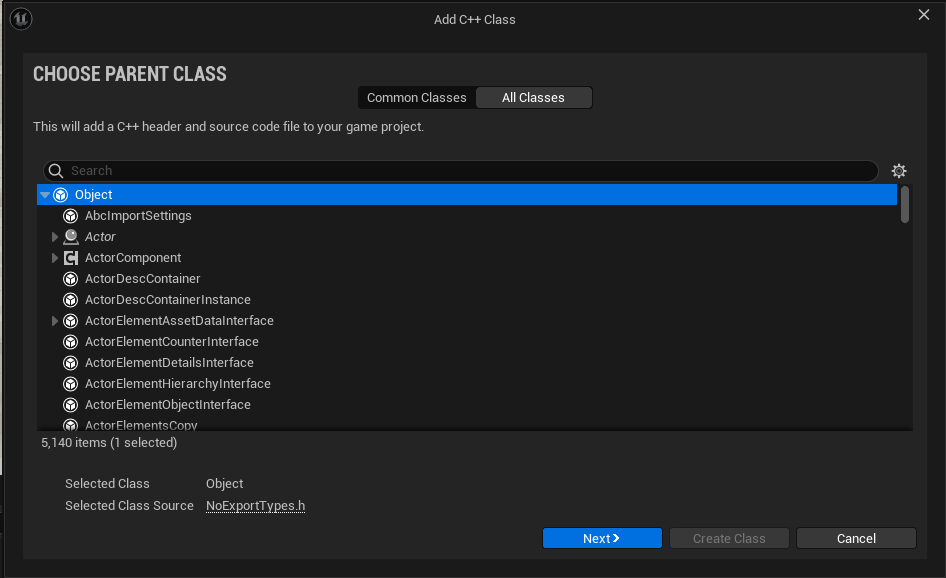 Add C++ Class
CHOOSE PARENT CLASS
Common Classes All Classes
This will add a C++ header and source code file to your game project.
Search
Object
AbcImportSettings
Actor
ActorComponent
ActorDescContainer
ActorDescContainerInstance
ActorElementAssetDataInterface
ActorElementCounterInterface
ActorElementDetailsInterface
ActorElementHierarchyInterface
ActorElementObjectInterface
ActorElementsCopy
5,140 items (1 selected)
Selected Class Object
Selected Class Source NoExportTypes.h
Next Create Class Cancel